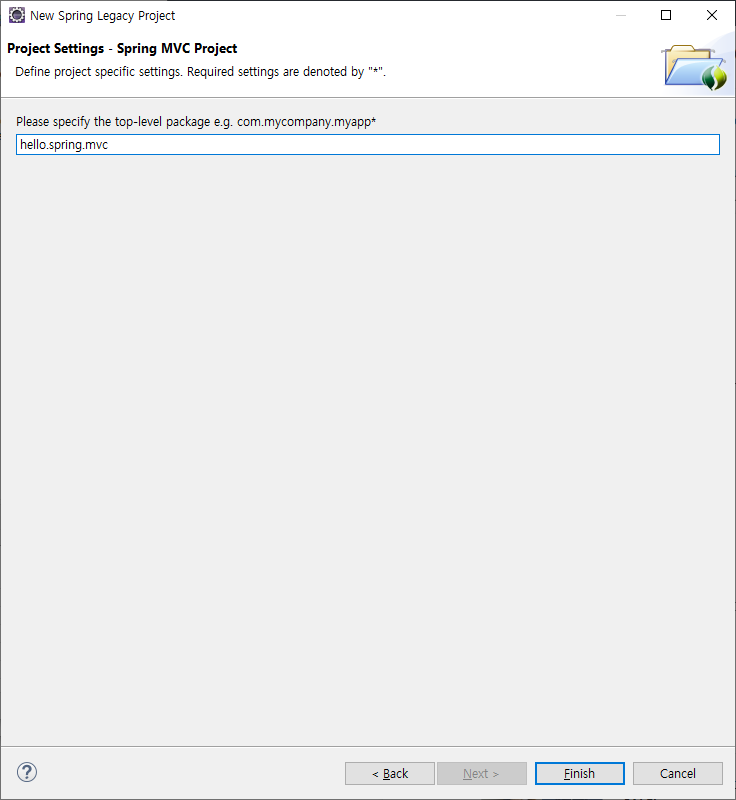 New Spring Legacy Project
Project Settings - Spring MVC Project
Define project specific settings. Required settings are denoted by "*".
Please specify the top-level package e.g. com.mycompany.myapp*
hello.spring.mvc
?
< Back
Next >
Finish
Cancel